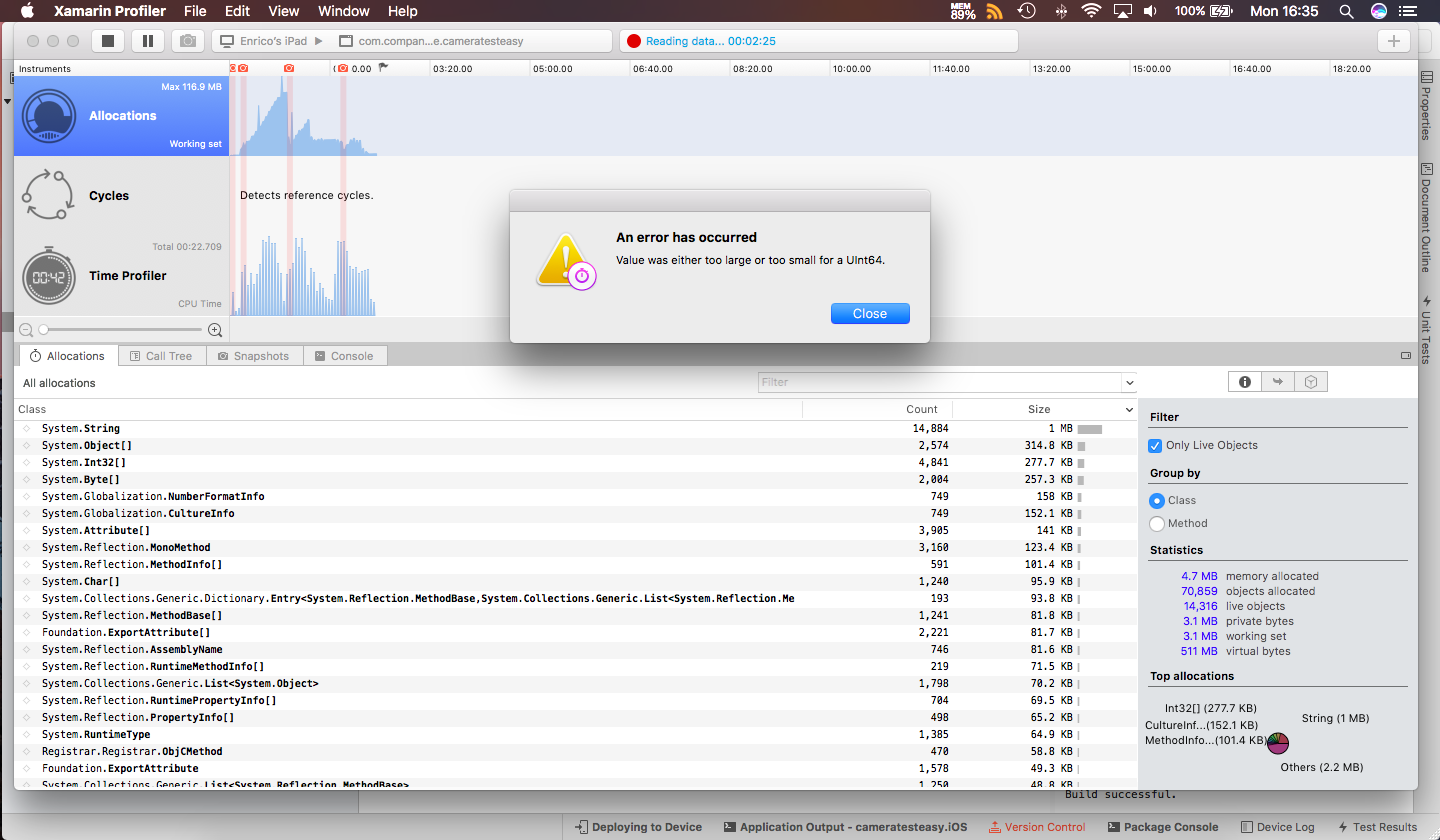 Xamarin Profiler File Edit View Window Help MEM 89% 100% Mon 16:35
Enrico's iPad com.compan...e.cameratesteasy Reading data... 00:02:25
Instruments 0.00 03:20.00 05:00.00 06:40.00 08:20.00 10:00.00 11:40.00 13:20.00 15:00.00 16:40.00 18:20.00
Max 116.9 MB
Allocations
Working set
Cycles Detects reference cycles.
Total 00:22.709
00:42 Time Profiler
CPU Time
An error has occurred
Value was either too large or too small for a UInt64.
Close
Properties
Document Outline
Unit Tests
Allocations Call Tree Snapshots Console
All allocations Filter
Class Count Size
System.String 14,884 1 MB
System.Object[] 2,574 314.8 KB
System.Int32[] 4,841 277.7 KB
System.Byte[] 2,004 257.3 KB
System.Globalization.NumberFormatInfo 749 158 KB
System.Globalization.CultureInfo 749 152.1 KB
System.Attribute[] 3,905 141 KB
System.Reflection.MonoMethod 3,160 123.4 KB
System.Reflection.MethodInfo[] 591 101.4 KB
System.Char[] 1,240 95.9 KB
System.Collections.Generic.Dictionary.Entry<System.Reflection.MethodBase,System.Collections.Generic.List<System.Reflection.Me 193 93.8 KB
System.Reflection.MethodBase[] 1,241 81.8 KB
Foundation.ExportAttribute[] 2,221 81.7 KB
System.Reflection.AssemblyName 746 81.6 KB
System.Reflection.RuntimeMethodInfo[] 219 71.5 KB
System.Collections.Generic.List<System.Object> 1,798 70.2 KB
System.Reflection.RuntimePropertyInfo[] 704 69.5 KB
System.Reflection.PropertyInfo[] 498 65.2 KB
System.RuntimeType 1,385 64.9 KB
Registrar.Registrar.ObjCMethod 470 58.8 KB
Foundation.ExportAttribute 1,578 49.3 KB
System.Collections.Generic.List<System.Reflection.MethodBase> 1,250 48.8 KB
Filter
Only Live Objects
Group by
Class
Method
Statistics
4.7 MB memory allocated
70,859 objects allocated
14,316 live objects
3.1 MB private bytes
3.1 MB working set
511 MB virtual bytes
Top allocations
Int32[] (277.7 KB)
String (1 MB)
CultureInf...(152.1 KB)
MethodInfo...(101.4 KB)
Others (2.2 MB)
Build successful.
Deploying to Device Application Output - cameratesteasy.iOS Version Control Package Console Device Log Test Results